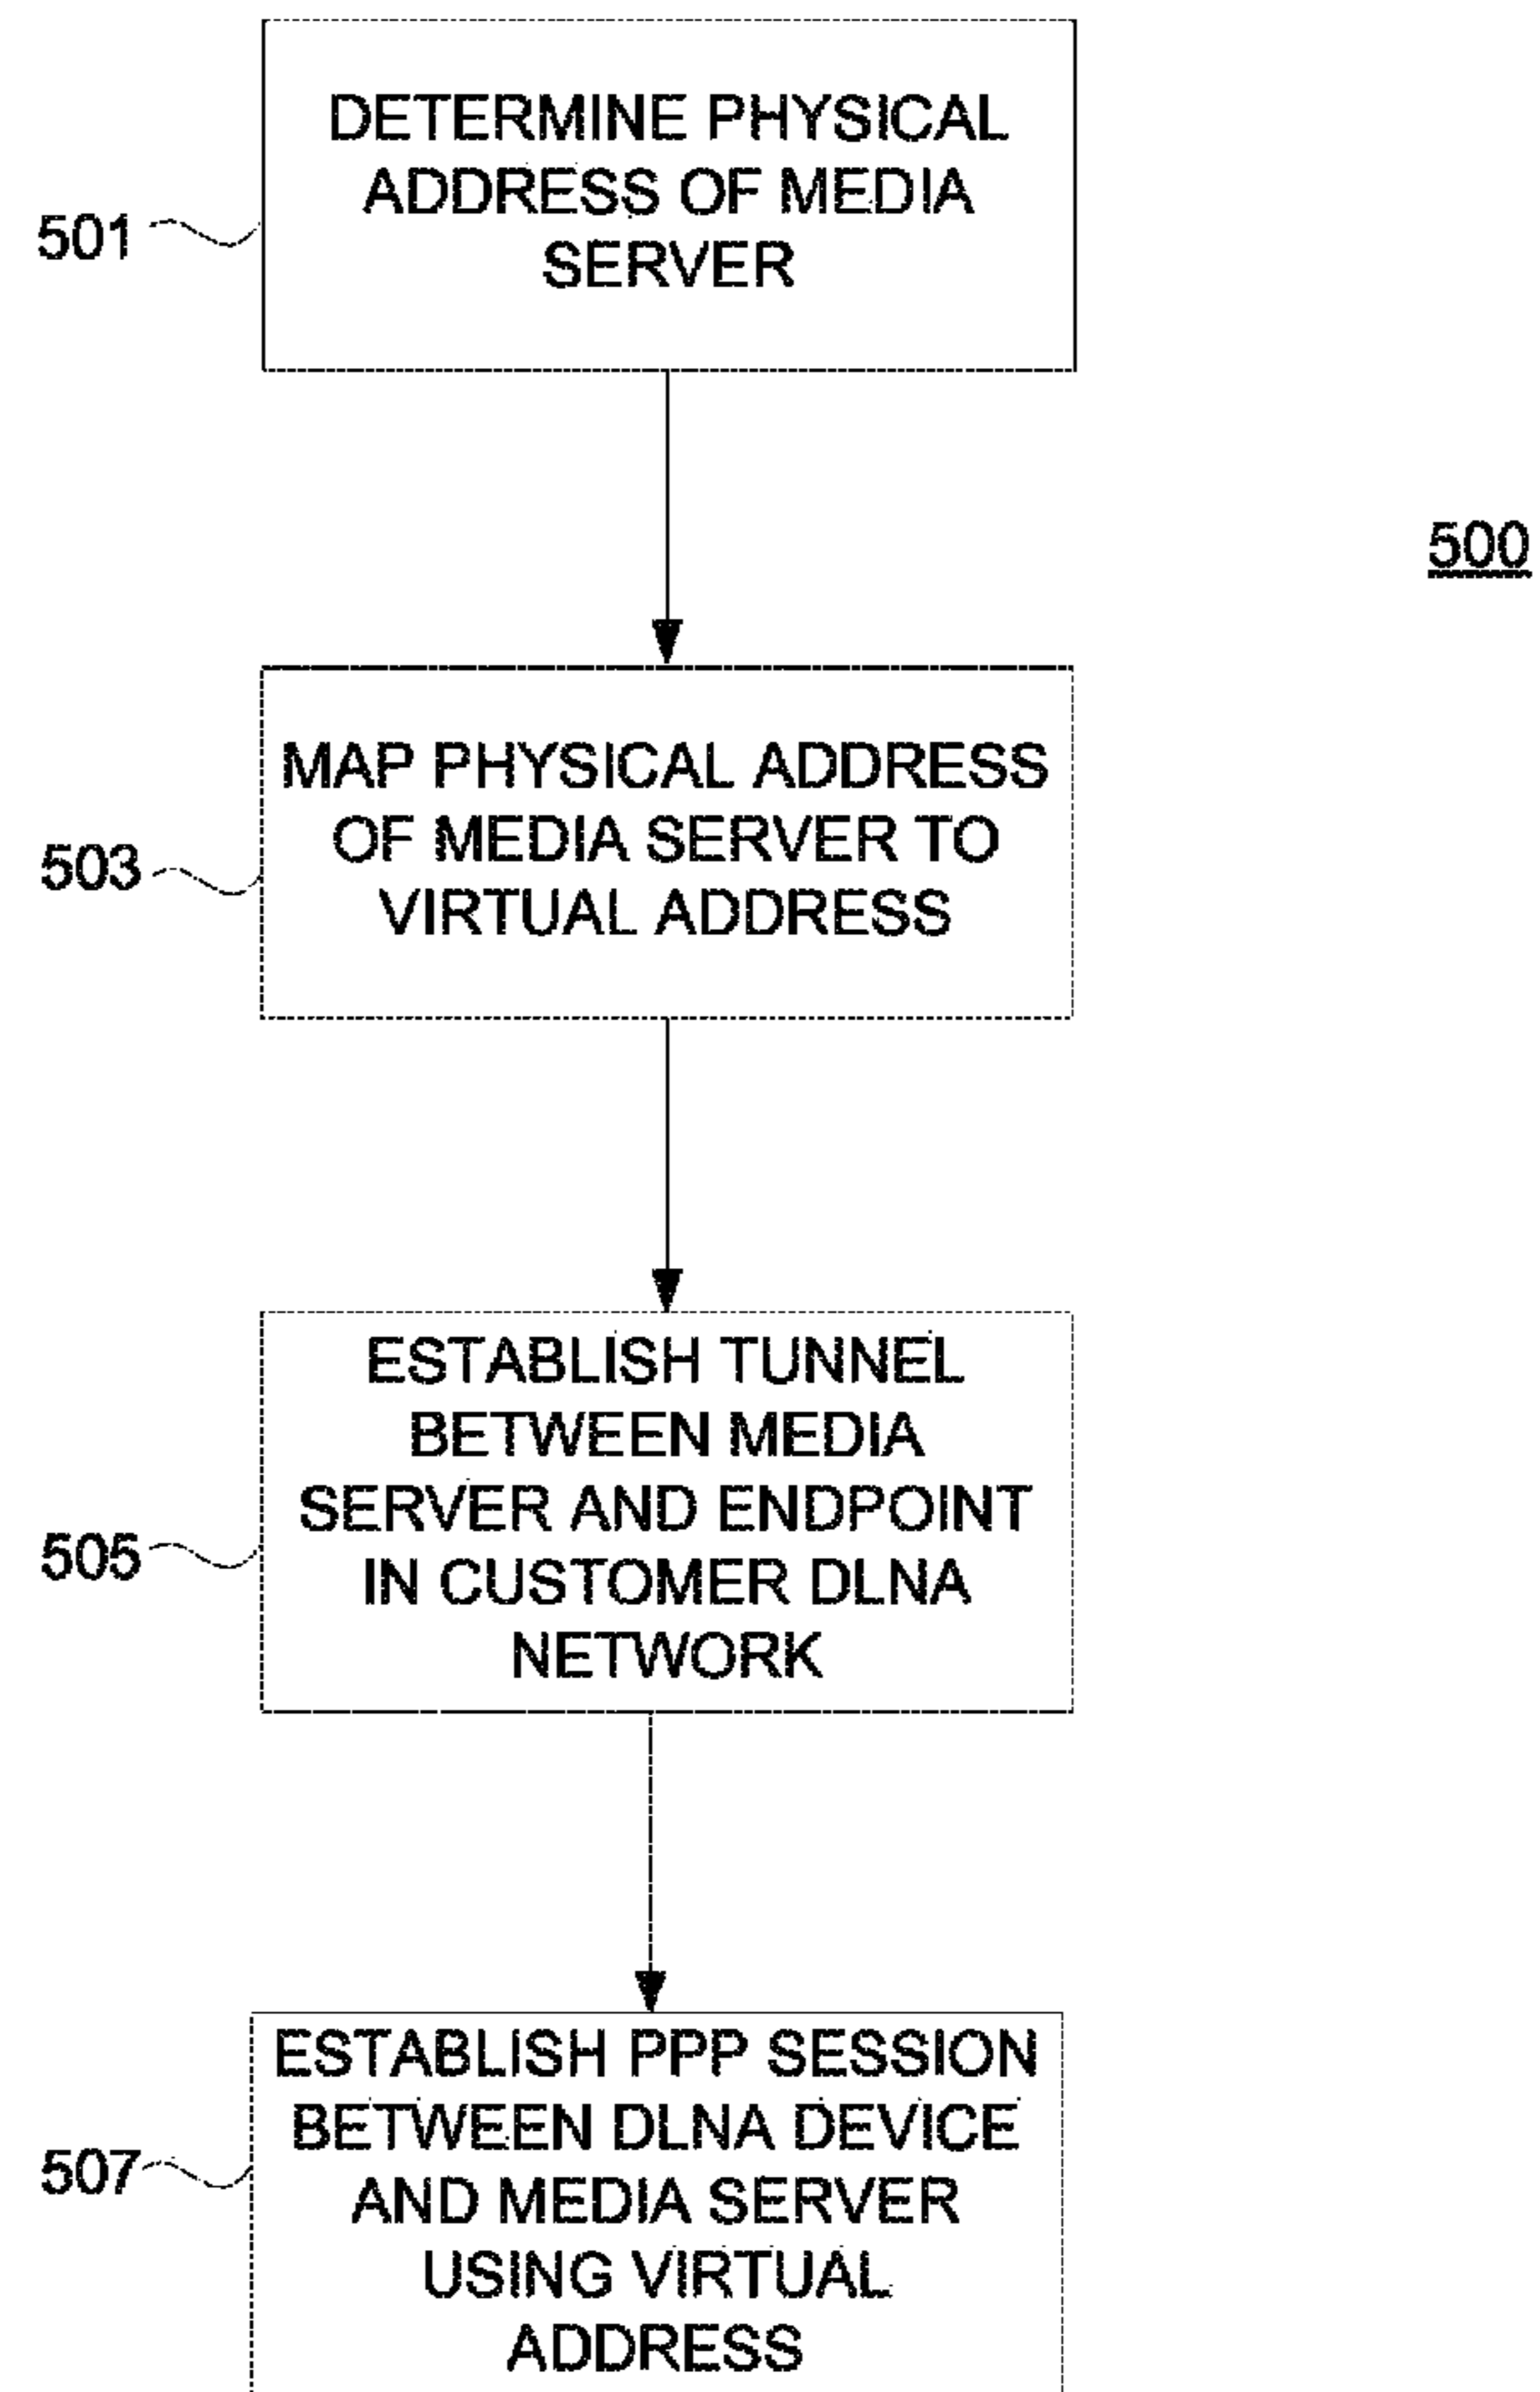 DETERMINE PHYSICAL
ADDRESS OF MEDIA
SERVER
501
500
MAP PHYSICAL ADDRESS
OF MEDIA SERVER TO
VIRTUAL ADDRESS
503
ESTABLISH TUNNEL
BETWEEN MEDIA
SERVER AND ENDPOINT
IN CUSTOMER DLNA
NETWORK
505
ESTABLISH PPP SESSION
BETWEEN DLNA DEVICE
AND MEDIA SERVER
USING VIRTUAL
ADDRESS
507